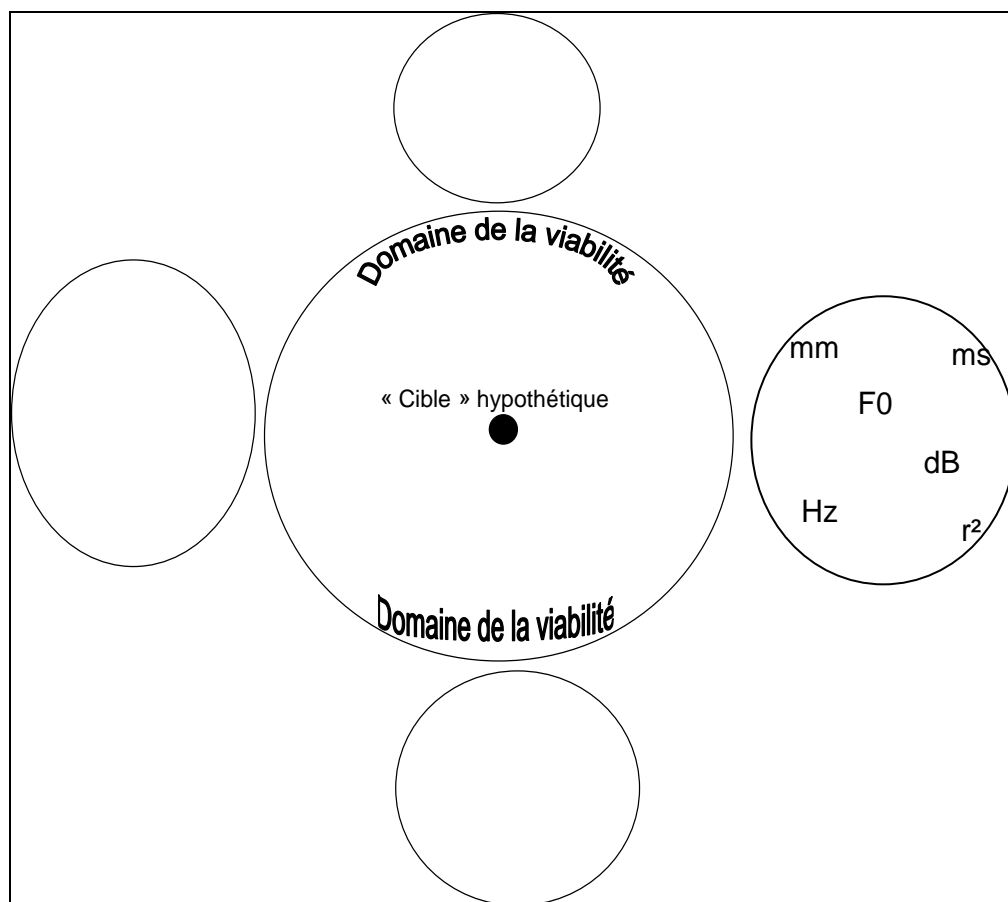 Domaine de la viabilité
« Cible » hypothétique
mm
ms
F0
dB
Hz
r²
Domaine de la viabilité